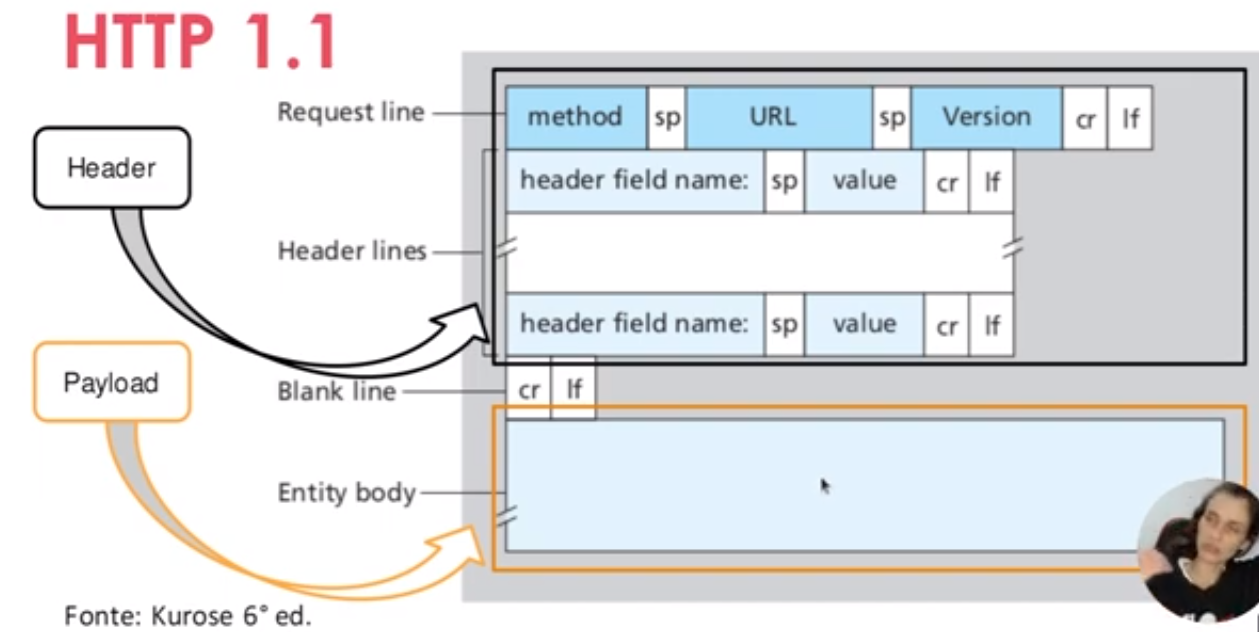 HTTP 1.1
Request line method sp URL sp Version cr lf
Header
header field name: sp value cr lf
Header lines
header field name: sp value cr lf
Payload
Blank line cr lf
Entity body
Fonte: Kurose 6° ed.